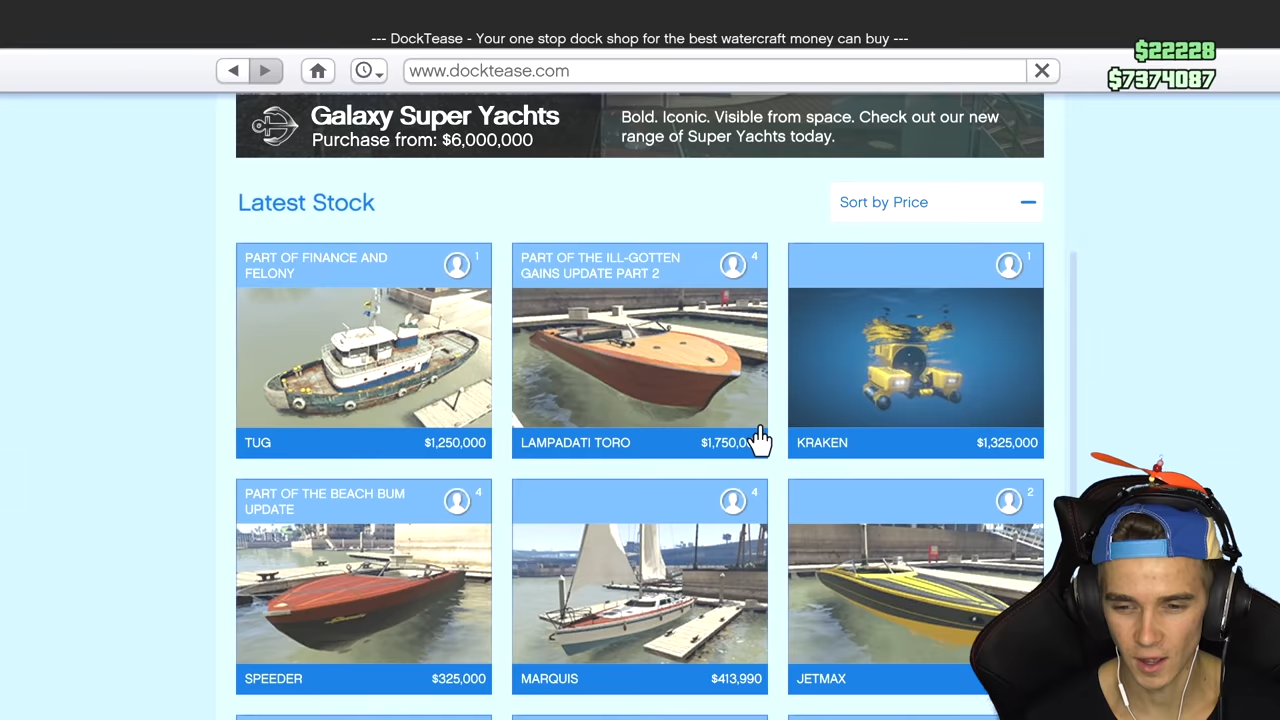 --- DockTease - Your one stop dock shop for the best watercraft money can buy ---
$22228
www.docktease.com
$7374087
Galaxy Super Yachts
Purchase from: $6,000,000
Bold. Iconic. Visible from space. Check out our new
range of Super Yachts today.
Latest Stock
Sort by Price
PART OF FINANCE AND
FELONY
1
PART OF THE ILL-GOTTEN
GAINS UPDATE PART 2
4
1
TUG
$1,250,000
LAMPADATI TORO
KRAKEN
$1,325,000
PART OF THE BEACH BUM
UPDATE
4
4
2
SPEEDER
$325,000
MARQUIS
$413,990
JETMAX